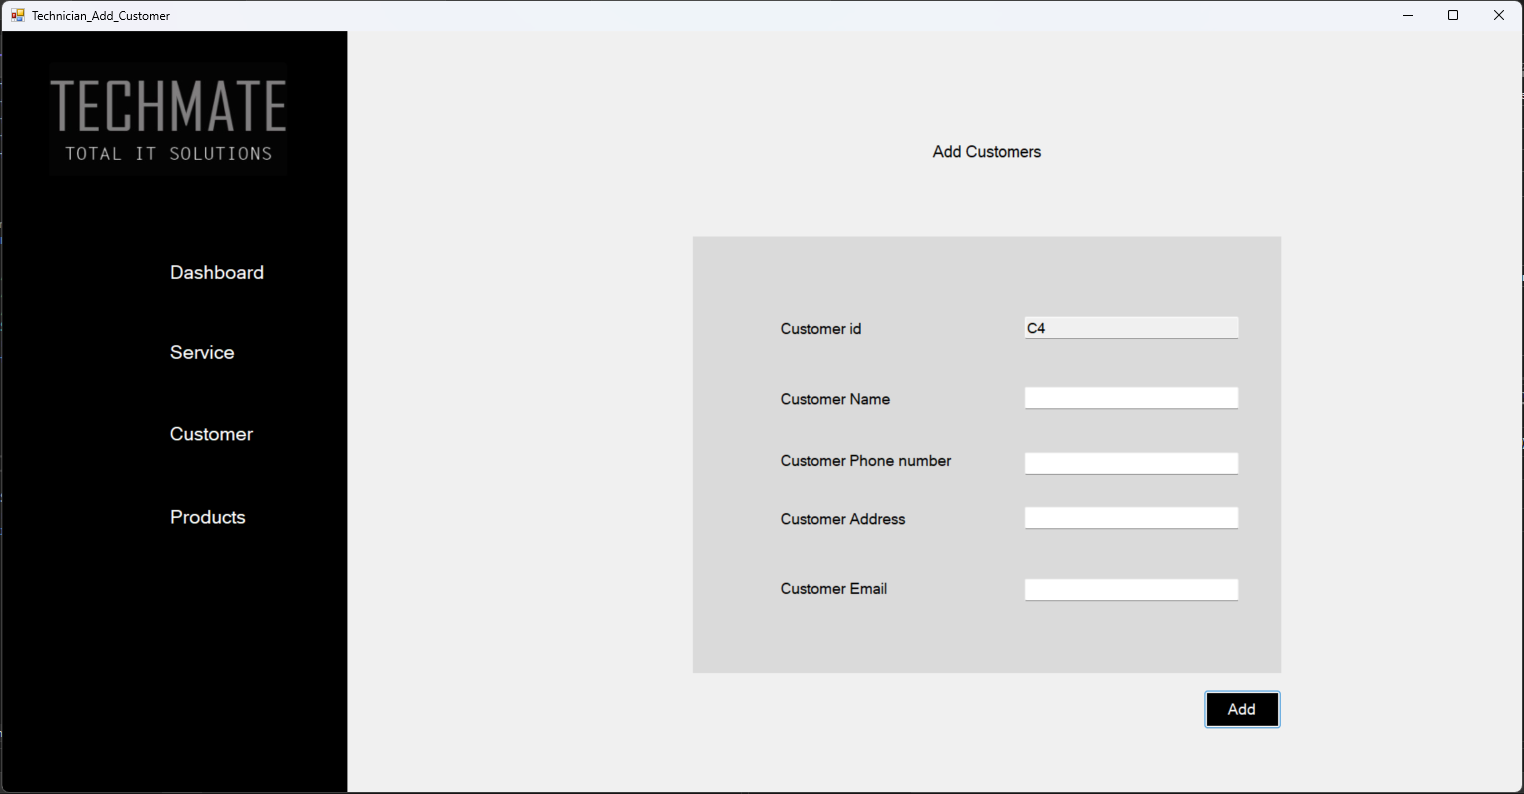 Technician_Add_Customer
TECHMATE
TOTAL IT SOLUTIONS
Dashboard
Service
Customer
Products
Add Customers
Customer id C4
Customer Name
Customer Phone number
Customer Address
Customer Email
Add